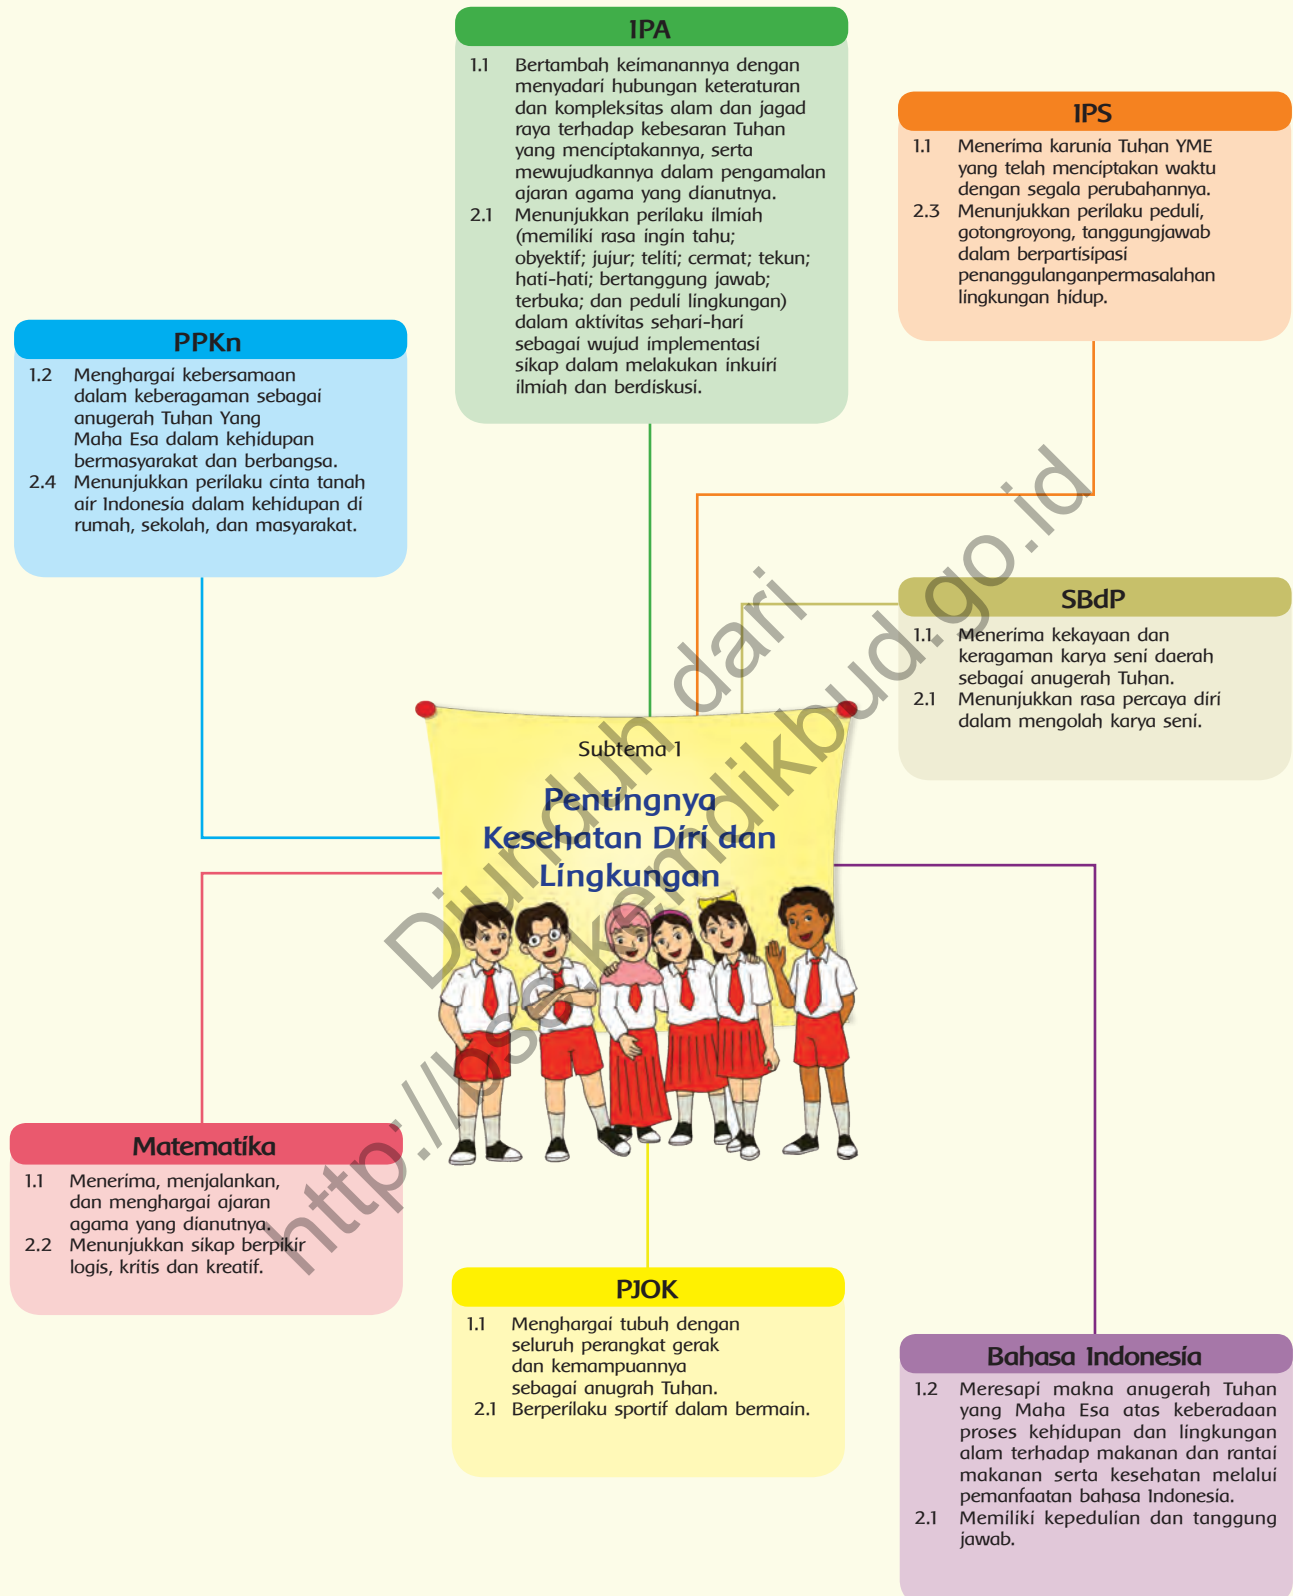 IPA
1.1 Bertambah keimanannya dengan
menyadari hubungan keteraturan
dan kompleksitas alam dan jagad
raya terhadap kebesaran Tuhan
yang menciptakannya, serta
mewujudkannya dalam pengamalan
ajaran agama yang dianutnya.
2.1 Menunjukkan perilaku ilmiah
(memiliki rasa ingin tahu;
obyektif; jujur; teliti; cermat; tekun;
hati-hati; bertanggung jawab;
terbuka; dan peduli lingkungan)
dalam aktivitas sehari-hari
sebagai wujud implementasi
sikap dalam melakukan inkuiri
ilmiah dan berdiskusi.
IPS
1.1 Menerima karunia Tuhan YME
yang telah menciptakan waktu
dengan segala perubahannya.
2.3 Menunjukkan perilaku peduli,
gotongroyong, tanggungjawab
dalam berpartisipasi
penanggulanganpermasalahan
lingkungan hidup.
PPKn
1.2 Menghargai kebersamaan
dalam keberagaman sebagai
anugerah Tuhan Yang
Maha Esa dalam kehidupan
bermasyarakat dan berbangsa.
2.4 Menunjukkan perilaku cinta tanah
air Indonesia dalam kehidupan di
rumah, sekolah, dan masyarakat.
SBdP
1.1 Menerima kekayaan dan
keragaman karya seni daerah
sebagai anugerah Tuhan.
2.1 Menunjukkan rasa percaya diri
dalam mengolah karya seni.
Subtema 1
Pentingnya
Kesehatan Diri dan
Lingkungan
Matematika
1.1 Menerima, menjalankan,
dan menghargai ajaran
agama yang dianutnya.
2.2 Menunjukkan sikap berpikir
logis, kritis dan kreatif.
PJOK
1.1 Menghargai tubuh dengan
seluruh perangkat gerak
dan kemampuannya
sebagai anugrah Tuhan.
2.1 Berperilaku sportif dalam bermain.
Bahasa Indonesia
1.2 Meresapi makna anugerah Tuhan
yang Maha Esa atas keberadaan
proses kehidupan dan lingkungan
alam terhadap makanan dan rantai
makanan serta kesehatan melalui
pemanfaatan bahasa Indonesia.
2.1 Memiliki kepedulian dan tanggung
jawab.
Diunduh dari
http://bse.kemdikbud.go.id